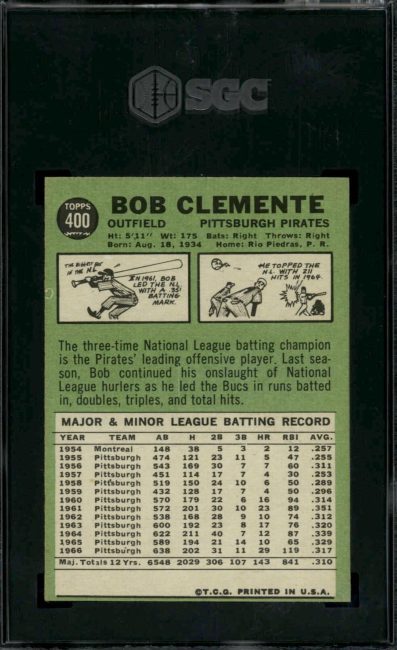 SGC
TOPPS
400
BOB CLEMENTE
OUTFIELD PITTSBURGH PIRATES
Ht: 5'11" Wt: 175 Bats: Right Throws: Right
Born: Aug. 18, 1934 Home: Rio Piedras, P. R.
IN THE N.L.
IN 1961, BOB
LED THE N.L.
WITH A .351
BATTING
MARK.
HE TOPPED THE
N.L. WITH 211
HITS IN 1964.
The three-time National League batting champion
is the Pirates' leading offensive player. Last sea-
son, Bob continued his onslaught of National
League hurlers as he led the Bucs in runs batted
in, doubles, triples, and total hits.
MAJOR & MINOR LEAGUE BATTING RECORD
YEAR TEAM AB H 2B 3B HR RBI AVG.
1954 Montreal 148 38 5 3 2 12 .257
1955 Pittsburgh 474 121 23 11 5 47 .255
1956 Pittsburgh 543 169 30 7 7 60 .311
1957 Pittsburgh 451 114 17 7 4 30 .253
1958 Pittsburgh 519 150 24 10 6 50 .289
1959 Pittsburgh 432 128 17 7 4 50 .296
1960 Pittsburgh 570 179 22 6 16 94 .314
1961 Pittsburgh 572 201 30 10 23 89 .351
1962 Pittsburgh 538 168 28 9 10 74 .312
1963 Pittsburgh 600 192 23 8 17 76 .320
1964 Pittsburgh 622 211 40 7 12 87 .339
1965 Pittsburgh 589 194 21 14 10 65 .329
1966 Pittsburgh 638 202 31 11 29 119 .317
Maj. Totals 12 Yrs. 6548 2029 306 107 143 841 .310
©T.C.G. PRINTED IN U.S.A.